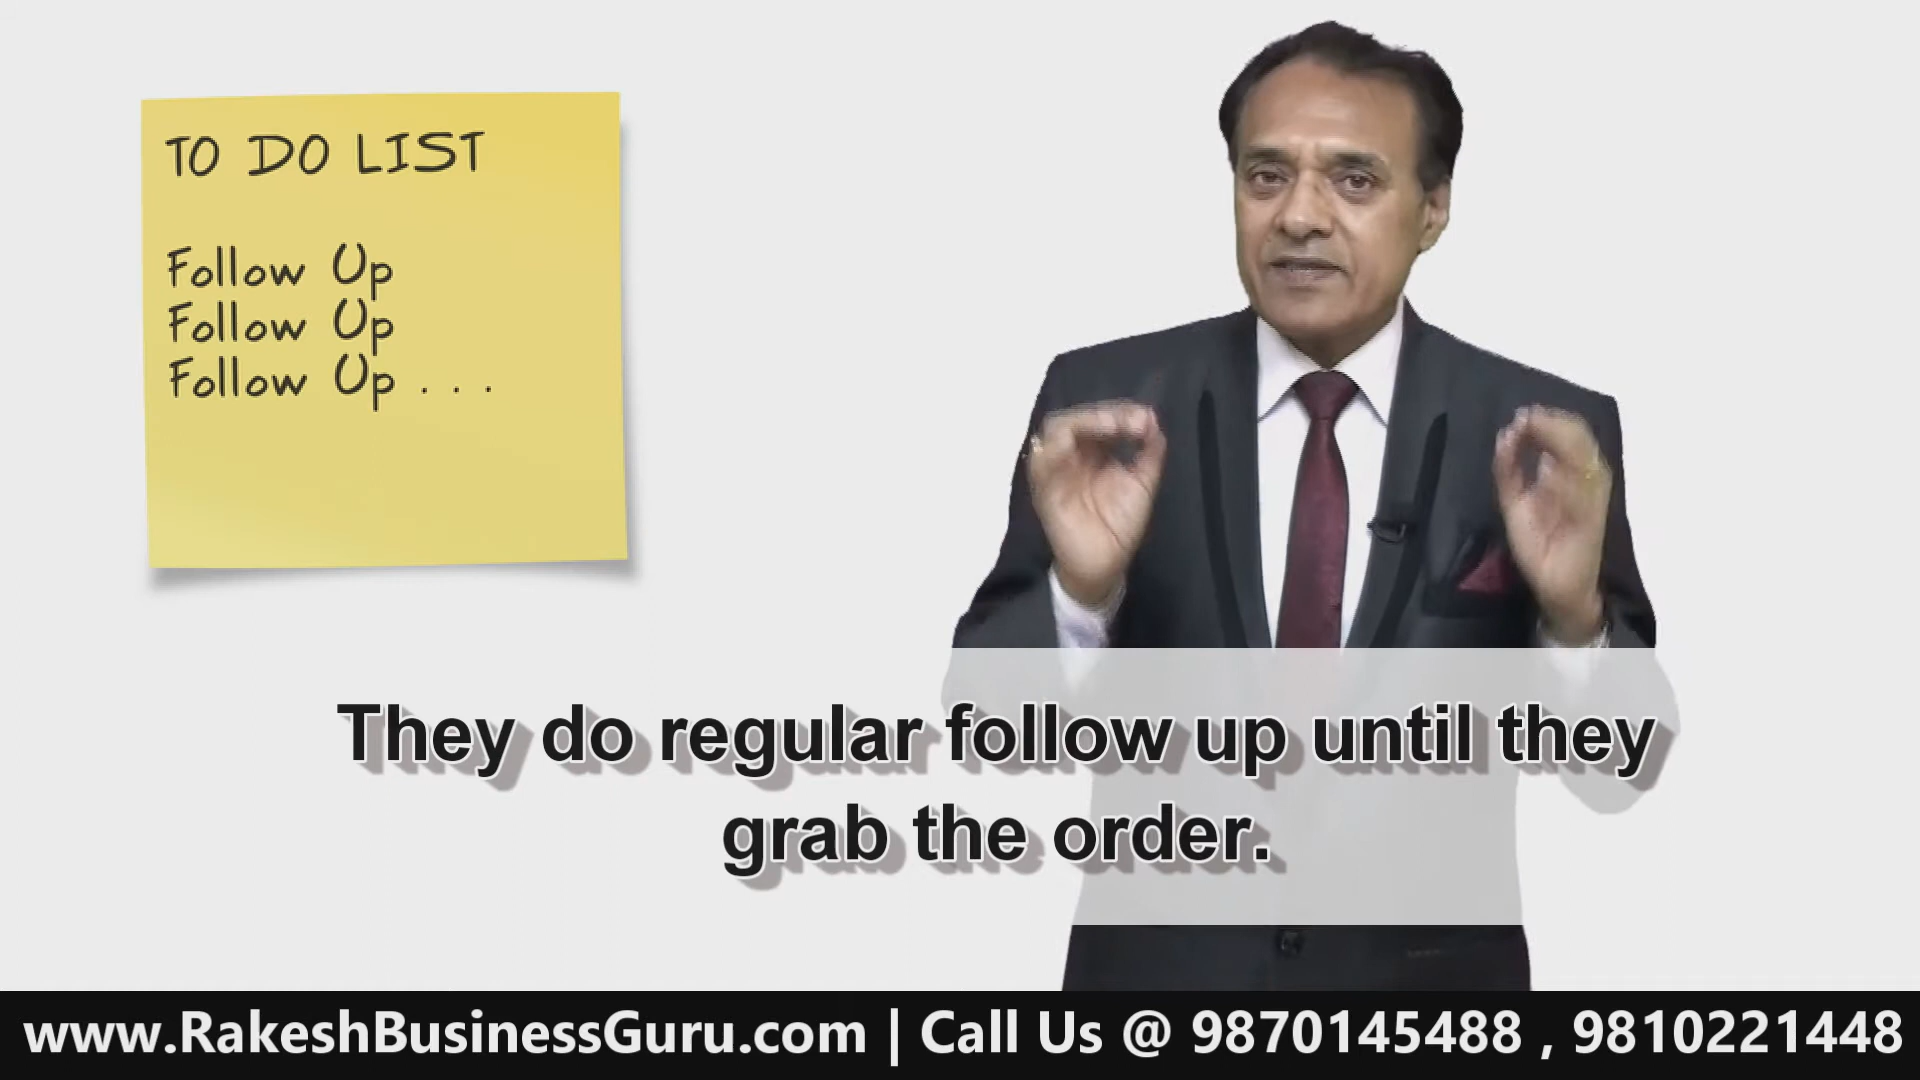 TO DO LIST
Follow Up
Follow Up
Follow Up . . .
They do regular follow up until they
grab the order.
www.RakeshBusinessGuru.com | Call Us @ 9870145488 , 9810221448